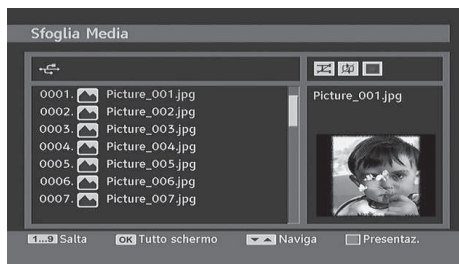 Sfoglia Media
0001. Picture_001.jpg
Picture_001.jpg
0002. Picture_002.jpg
0003. Picture_003.jpg
0004. Picture_004.jpg
0005. Picture_005.jpg
0006. Picture_006.jpg
0007. Picture_007.jpg
1...9 Salta OK Tutto schermo Naviga Presentaz.